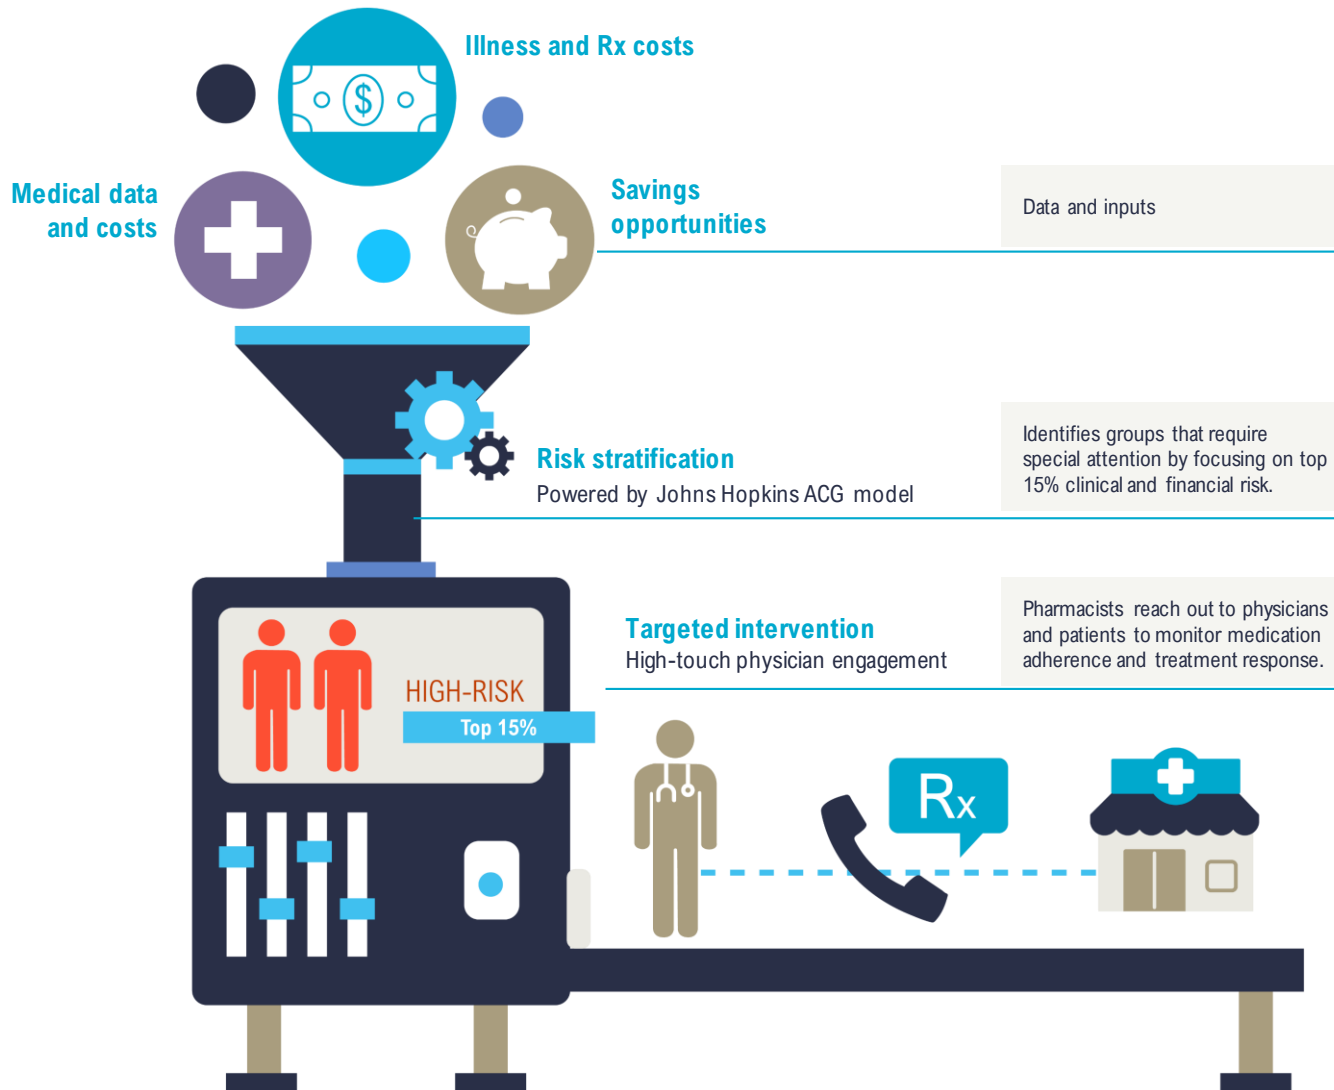 Illness and Rx costs
$
Medical data
and costs
Savings
opportunities
Data and inputs
Risk stratification
Powered by Johns Hopkins ACG model
Identifies groups that require
special attention by focusing on top
15% clinical and financial risk.
Targeted intervention
High-touch physician engagement
Pharmacists reach out to physicians
and patients to monitor medication
adherence and treatment response.
HIGH-RISK
Top 15%
Rx